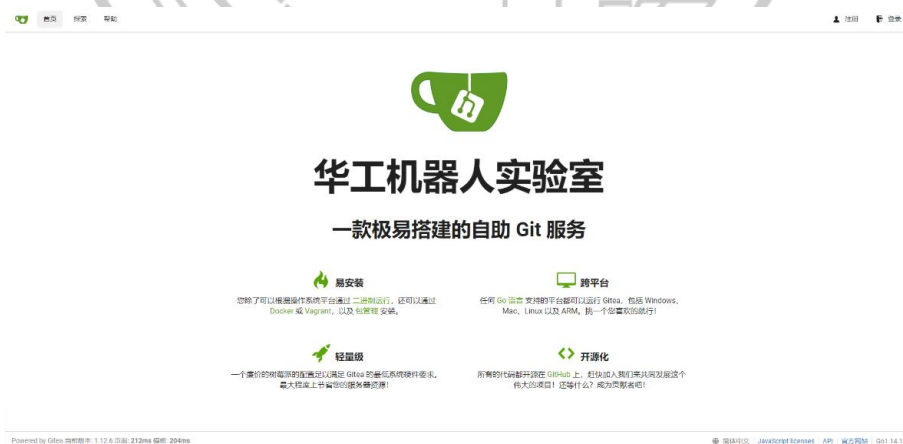 首页 探索 帮助 注册 登录
华工机器人实验室
一款极易搭建的自助 Git 服务
易安装
您除了可以根据操作系统平台通过 二进制运行，还可以通过
Docker 或 Vagrant，以及 包管理 安装。
跨平台
任何 Go 语言 支持的平台都可以运行 Gitea，包括 Windows、
Mac、Linux 以及 ARM。挑一个您喜欢的就行！
轻量级
一个廉价的树莓派的配置足以满足 Gitea 的最低系统硬件要求。
最大程度上节省您的服务器资源！
开源化
所有的代码都开源在 GitHub 上，赶快加入我们来共同发展这个
伟大的项目！还等什么？成为贡献者吧！
Powered by Gitea 当前版本: 1.12.6 页面: 212ms 模板: 204ms
简体中文 JavaScript licenses API 官方网站 Go1.14.1